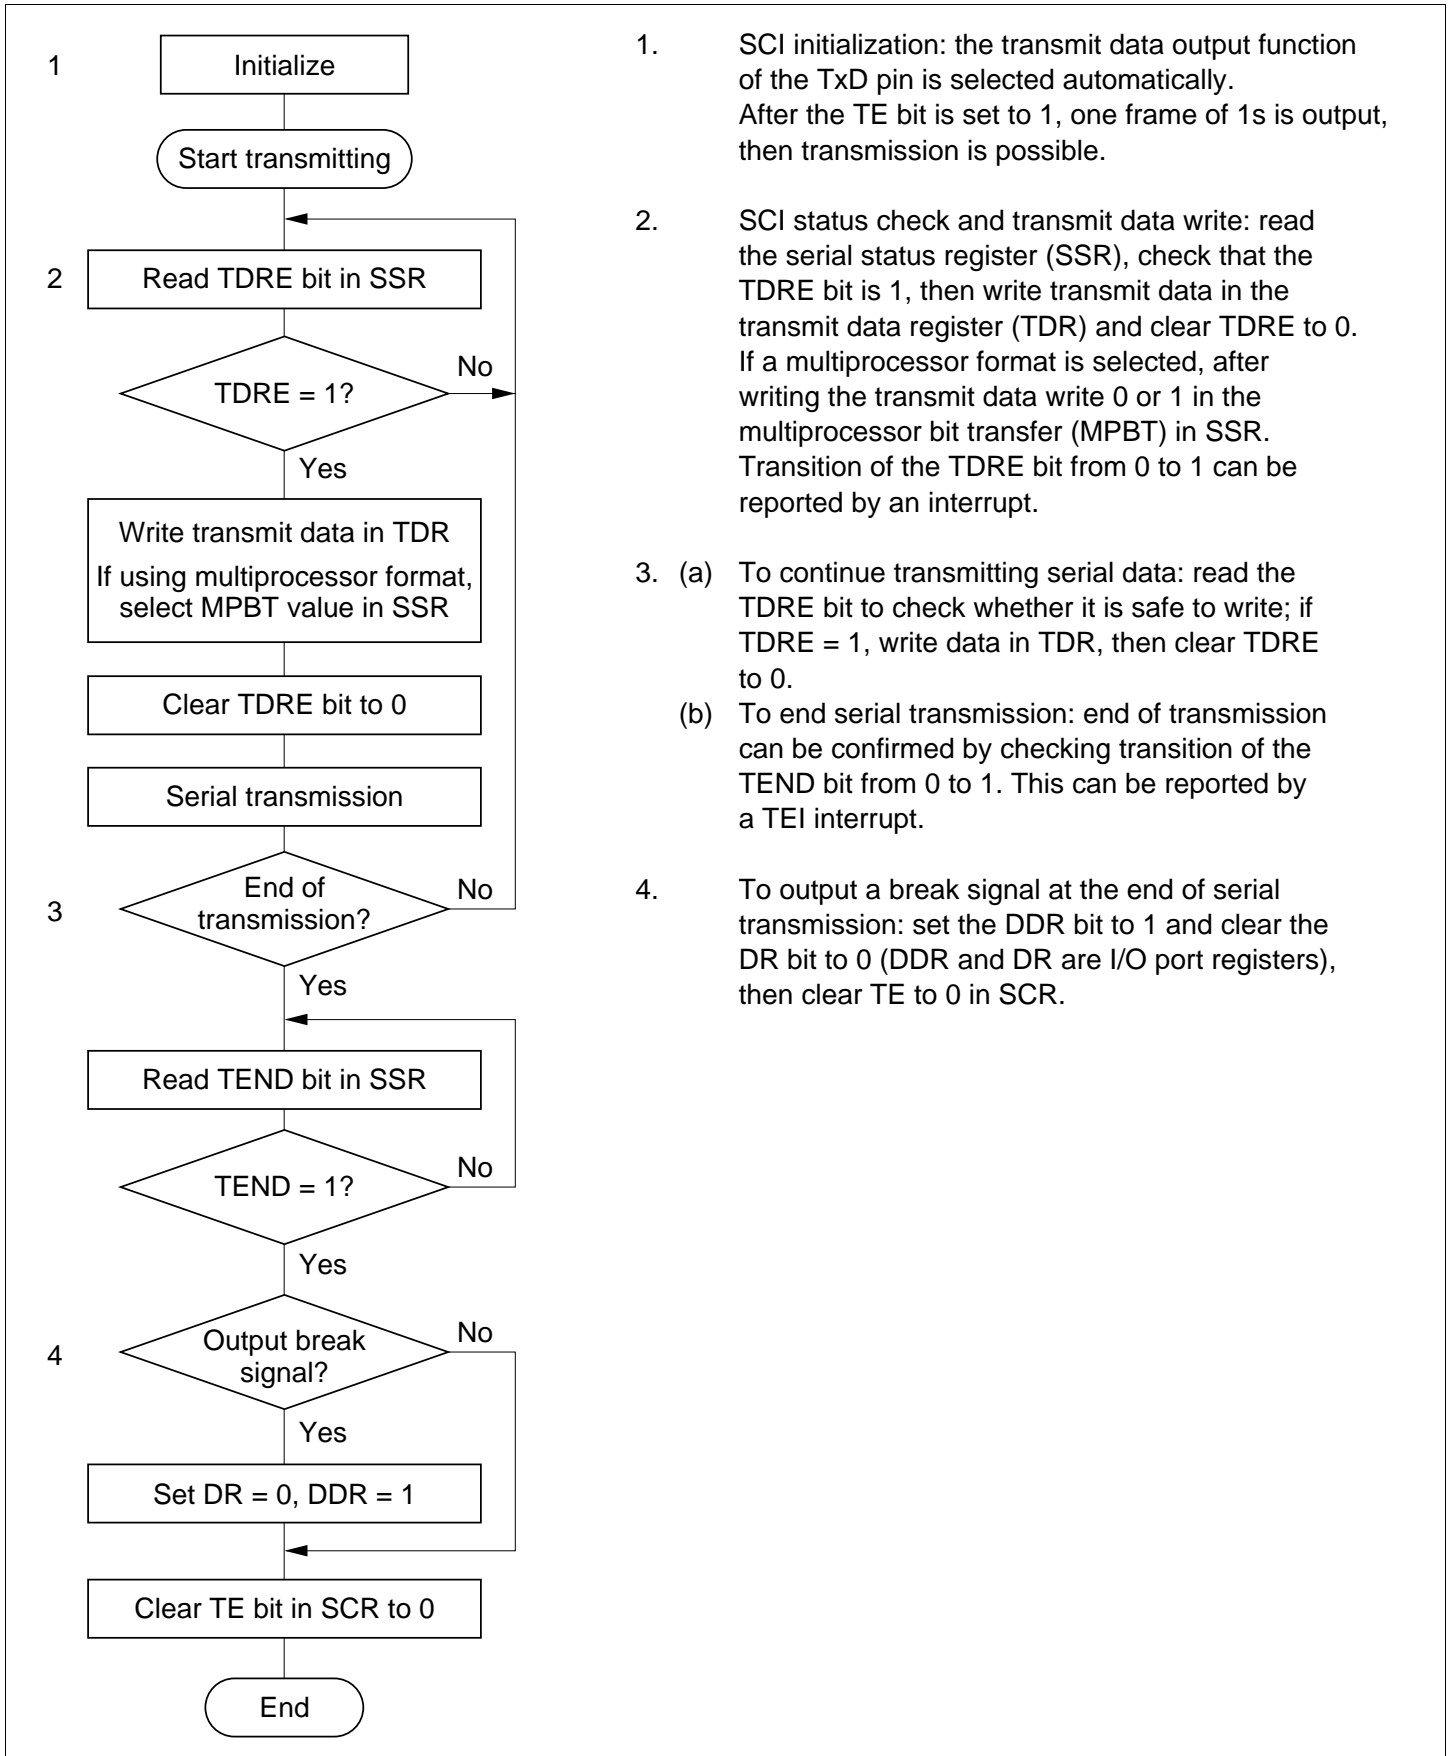 1
Initialize
Start transmitting
2
Read TDRE bit in SSR
TDRE = 1?
No
Yes
Write transmit data in TDR
If using multiprocessor format,
select MPBT value in SSR
Clear TDRE bit to 0
Serial transmission
3
End of
transmission?
No
Yes
Read TEND bit in SSR
TEND = 1?
No
Yes
4
Output break
signal?
No
Yes
Set DR = 0, DDR = 1
Clear TE bit in SCR to 0
End
1. SCI initialization: the transmit data output function
of the TxD pin is selected automatically.
After the TE bit is set to 1, one frame of 1s is output,
then transmission is possible.
2. SCI status check and transmit data write: read
the serial status register (SSR), check that the
TDRE bit is 1, then write transmit data in the
transmit data register (TDR) and clear TDRE to 0.
If a multiprocessor format is selected, after
writing the transmit data write 0 or 1 in the
multiprocessor bit transfer (MPBT) in SSR.
Transition of the TDRE bit from 0 to 1 can be
reported by an interrupt.
3. (a) To continue transmitting serial data: read the
TDRE bit to check whether it is safe to write; if
TDRE = 1, write data in TDR, then clear TDRE
to 0.
(b) To end serial transmission: end of transmission
can be confirmed by checking transition of the
TEND bit from 0 to 1. This can be reported by
a TEI interrupt.
4. To output a break signal at the end of serial
transmission: set the DDR bit to 1 and clear the
DR bit to 0 (DDR and DR are I/O port registers),
then clear TE to 0 in SCR.